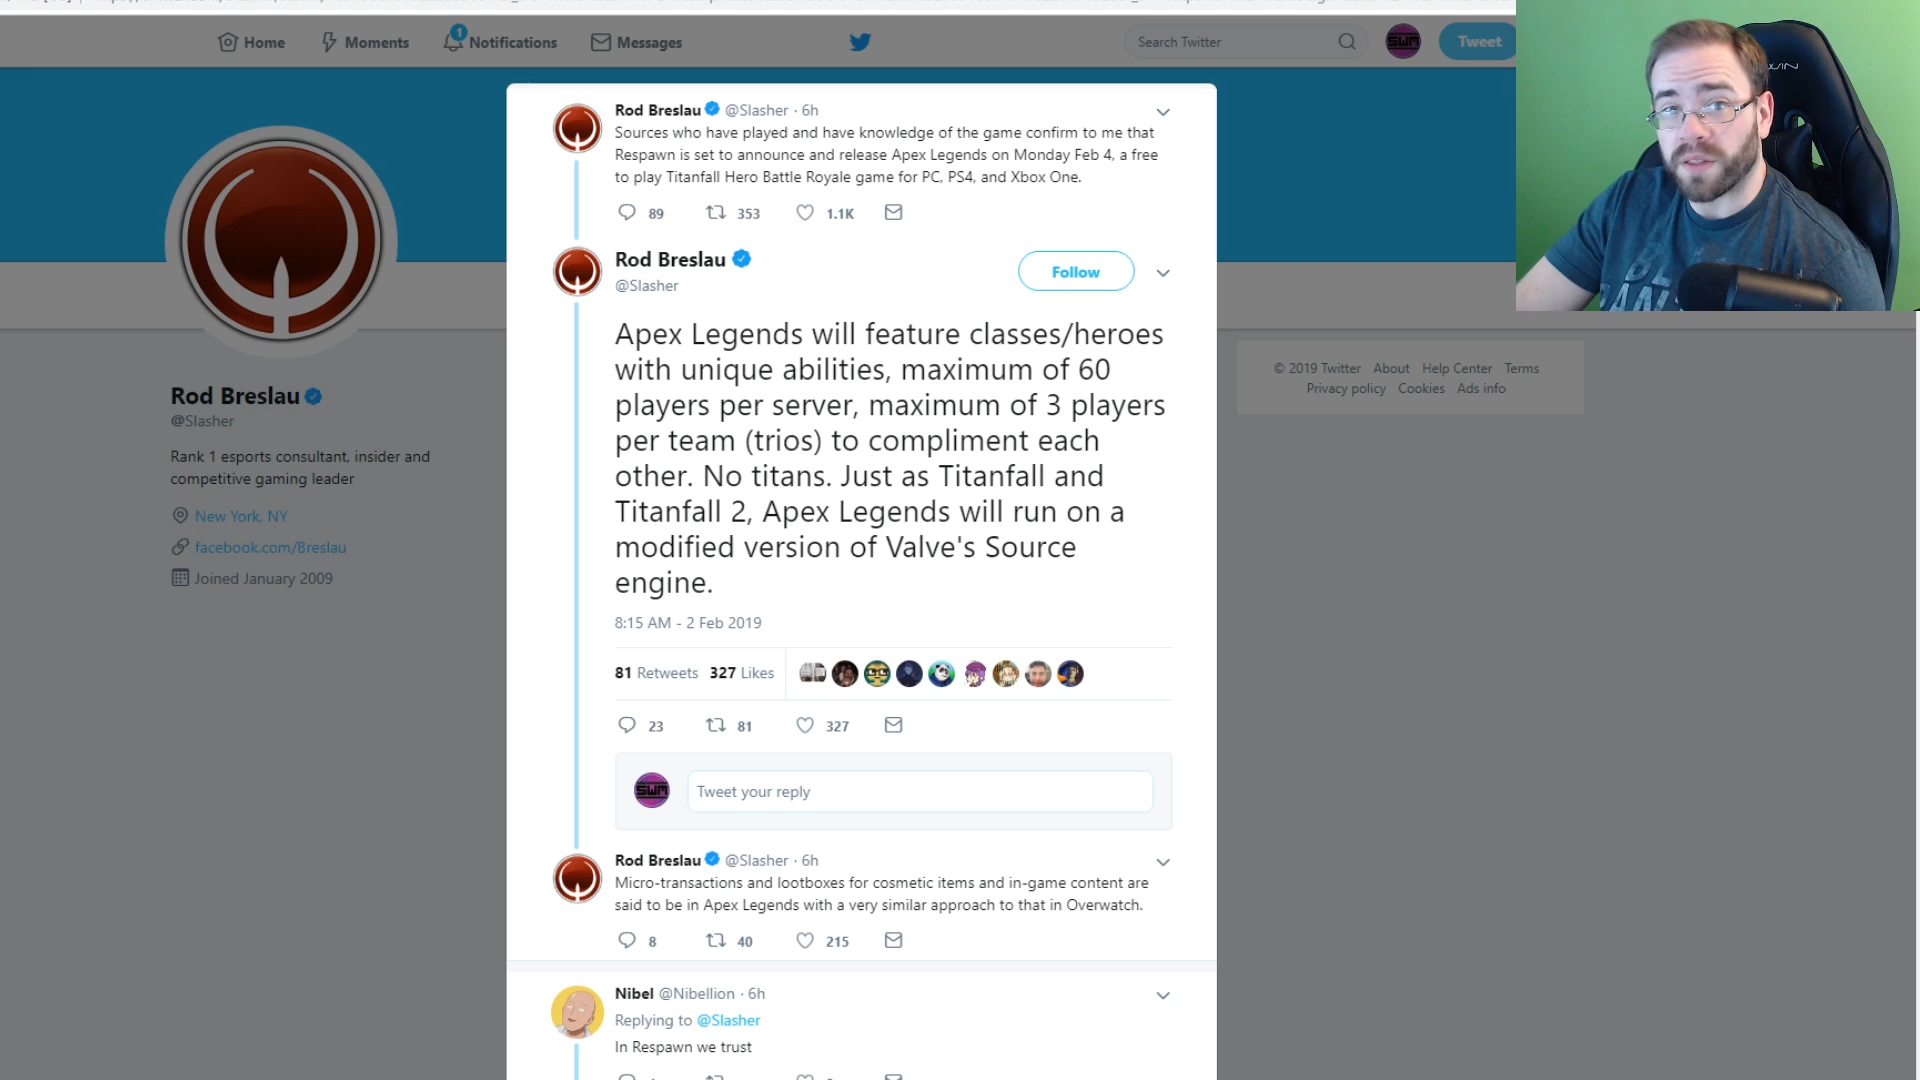 Home
Moments
1
Notifications
Messages
Search Twitter
SWM
Tweet
Rod Breslau @Slasher · 6h
Sources who have played and have knowledge of the game confirm to me that
Respawn is set to announce and release Apex Legends on Monday Feb 4, a free
to play Titanfall Hero Battle Royale game for PC, PS4, and Xbox One.
89 353 1.1K
Rod Breslau
@Slasher
Follow
Apex Legends will feature classes/heroes
with unique abilities, maximum of 60
players per server, maximum of 3 players
per team (trios) to compliment each
other. No titans. Just as Titanfall and
Titanfall 2, Apex Legends will run on a
modified version of Valve's Source
engine.
8:15 AM - 2 Feb 2019
81 Retweets 327 Likes
23 81 327
SWM
Tweet your reply
Rod Breslau @Slasher · 6h
Micro-transactions and lootboxes for cosmetic items and in-game content are
said to be in Apex Legends with a very similar approach to that in Overwatch.
8 40 215
Nibel @Nibellion · 6h
Replying to @Slasher
In Respawn we trust
Rod Breslau
@Slasher
Rank 1 esports consultant, insider and
competitive gaming leader
New York, NY
facebook.com/Breslau
Joined January 2009
© 2019 Twitter About Help Center Terms
Privacy policy Cookies Ads info